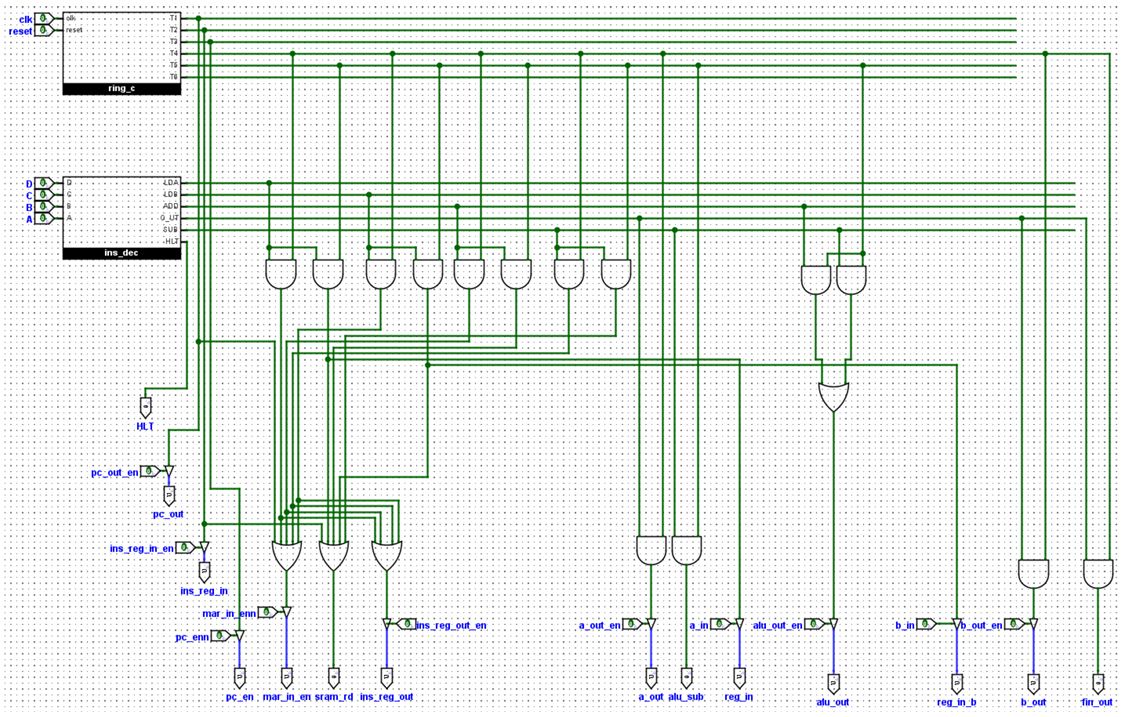 clk
clk
T1
reset
reset
T2
T3
T4
T5
T6
ring_c
D
D
LDA
C
C
LDB
B
B
ADD
A
A
O_UT
SUB
HLT
ins_dec
HLT
pc_out_en
pc_out
ins_reg_in_en
ins_reg_in
mar_in_enn
ins_reg_out_en
a_out_en
a_in
alu_out_en
b_in
b_out_en
pc_enn
pc_en
mar_in_en
sram_rd
ins_reg_out
a_out
alu_sub
reg_in
alu_out
reg_in_b
b_out
fin_out